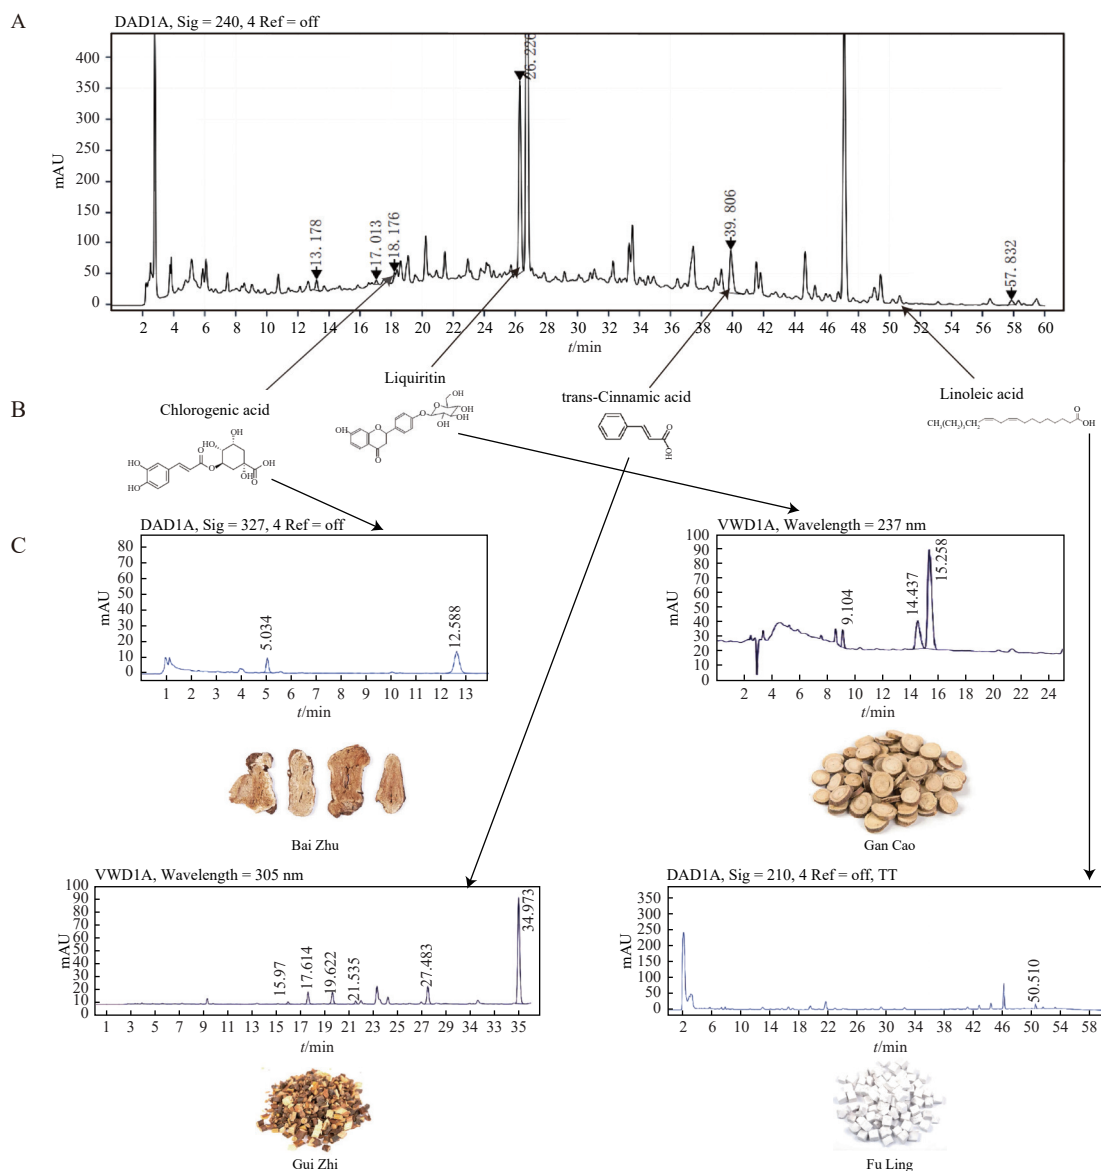 A
DAD1A, Sig = 240, 4 Ref = off
mAU
400
350
300
250
200
150
100
50
0
13.178
17.013
18.176
26.226
39.806
57.832
2 4 6 8 10 12 14 16 18 20 22 24 26 28 30 32 34 36 38 40 42 44 46 48 50 52 54 56 58 60
t/min
B
Chlorogenic acid
Liquiritin
trans-Cinnamic acid
Linoleic acid
C
DAD1A, Sig = 327, 4 Ref = off
mAU
80
70
60
50
40
30
20
10
0
5.034
12.588
1 2 3 4 5 6 7 8 9 10 11 12 13
t/min
Bai Zhu
VWD1A, Wavelength = 237 nm
mAU
100
90
80
70
60
50
40
30
20
10
0
9.104
14.437
15.258
2 4 6 8 10 12 14 16 18 20 22 24
t/min
Gan Cao
VWD1A, Wavelength = 305 nm
mAU
100
90
80
70
60
50
40
30
20
10
0
15.97
17.614
19.622
21.535
27.483
34.973
1 3 5 7 9 11 13 15 17 19 21 23 25 27 29 31 34 33 35
t/min
Gui Zhi
DAD1A, Sig = 210, 4 Ref = off, TT
mAU
350
300
250
200
150
100
50
0
50.510
2 6 10 14 18 22 26 30 34 38 42 46 50 54 58
t/min
Fu Ling